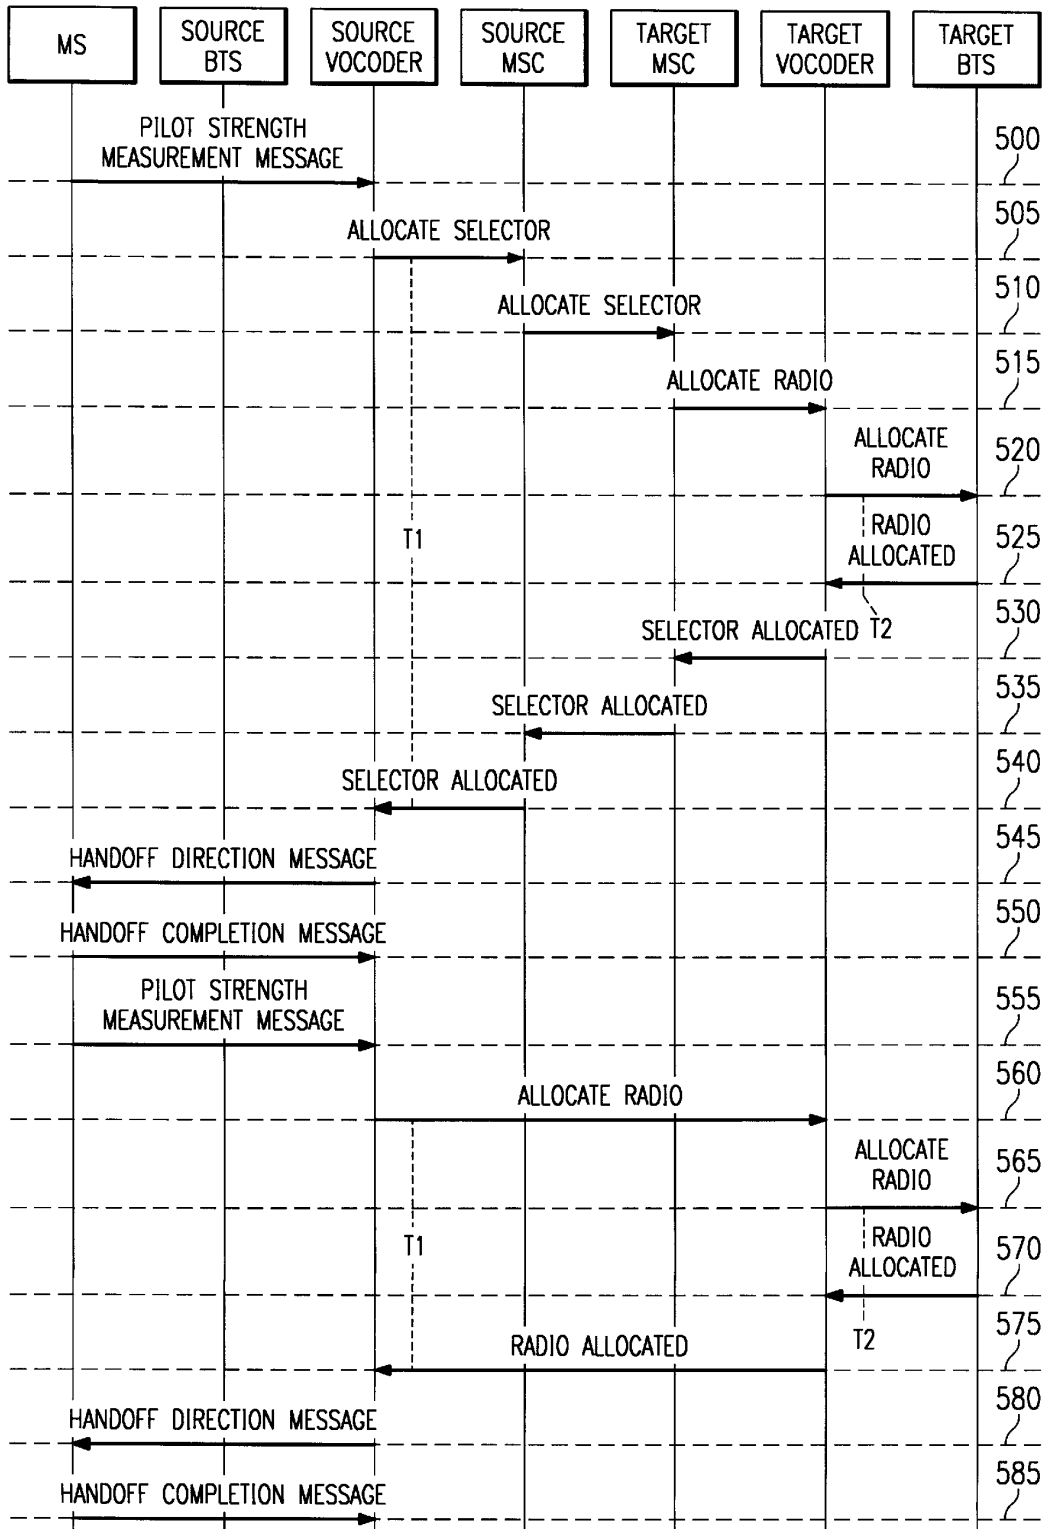 MS
SOURCE
BTS
SOURCE
VOCODER
SOURCE
MSC
TARGET
MSC
TARGET
VOCODER
TARGET
BTS
PILOT STRENGTH
MEASUREMENT MESSAGE
500
ALLOCATE SELECTOR
505
ALLOCATE SELECTOR
510
ALLOCATE RADIO
515
ALLOCATE
RADIO
520
T1
RADIO
ALLOCATED
525
SELECTOR ALLOCATED
T2
530
SELECTOR ALLOCATED
535
SELECTOR ALLOCATED
540
HANDOFF DIRECTION MESSAGE
545
HANDOFF COMPLETION MESSAGE
550
PILOT STRENGTH
MEASUREMENT MESSAGE
555
ALLOCATE RADIO
560
ALLOCATE
RADIO
565
T1
RADIO
ALLOCATED
570
RADIO ALLOCATED
T2
575
HANDOFF DIRECTION MESSAGE
580
HANDOFF COMPLETION MESSAGE
585